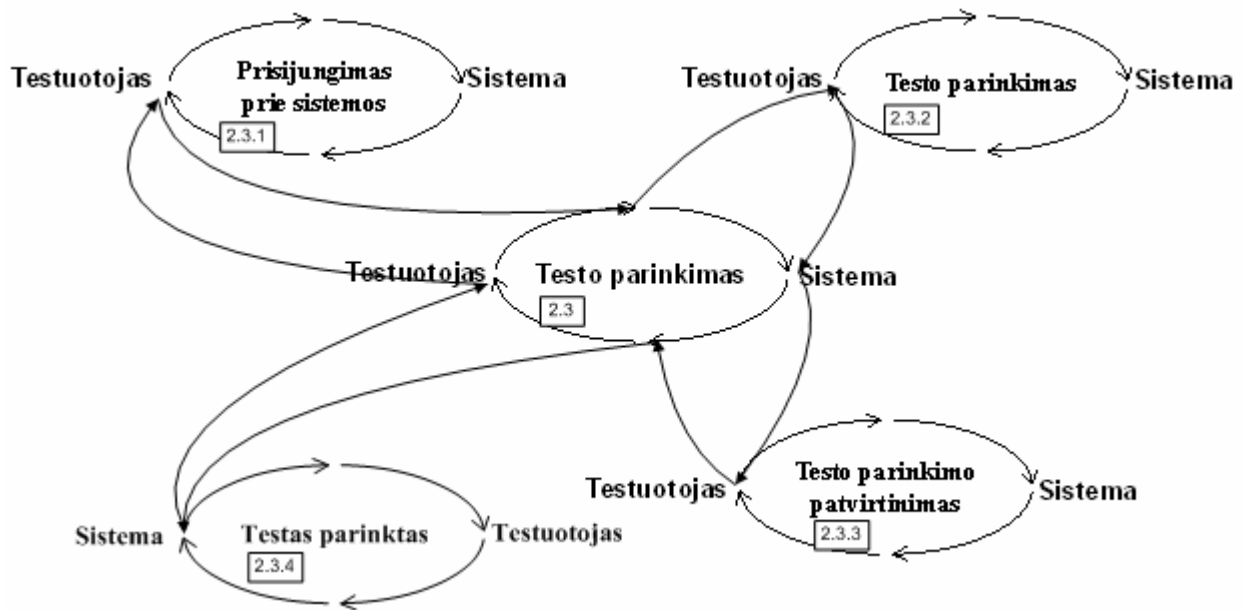 Testuotojas
Prisijungimas
prie sistemos
2.3.1
Sistema
Testuotojas
Testo parinkimas
2.3.2
Sistema
Testuotojas
Testo parinkimas
2.3
Sistema
Sistema
Testas parinktas
2.3.4
Testuotojas
Testuotojas
Testo parinkimo
patvirtinimas
2.3.3
Sistema